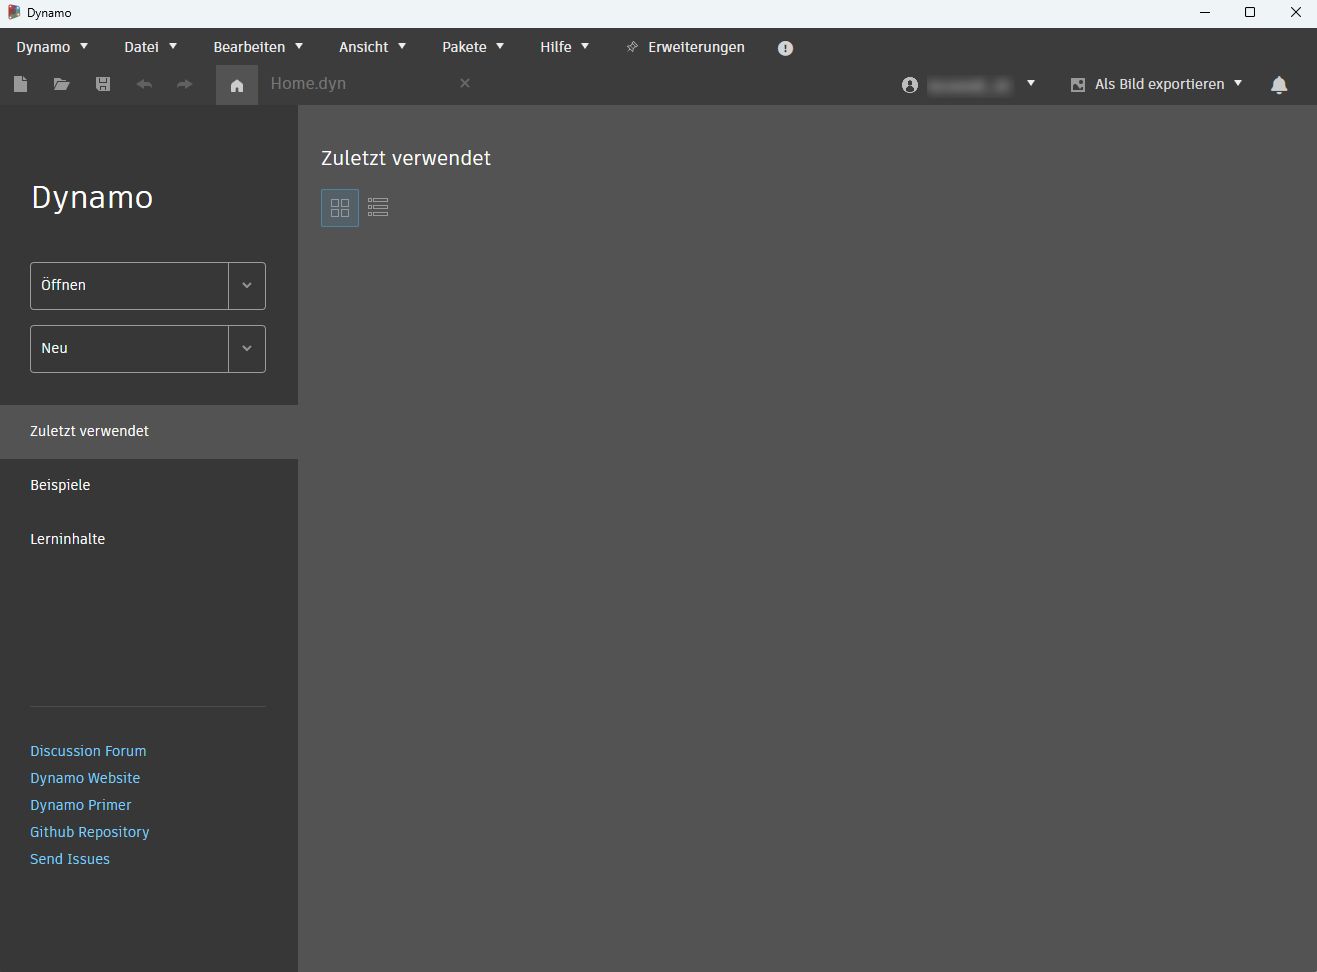 Dynamo
Dynamo Datei Bearbeiten Ansicht Pakete Hilfe Erweiterungen
Home.dyn Als Bild exportieren
Dynamo
Öffnen
Neu
Zuletzt verwendet
Beispiele
Lerninhalte
Discussion Forum
Dynamo Website
Dynamo Primer
Github Repository
Send Issues
Zuletzt verwendet